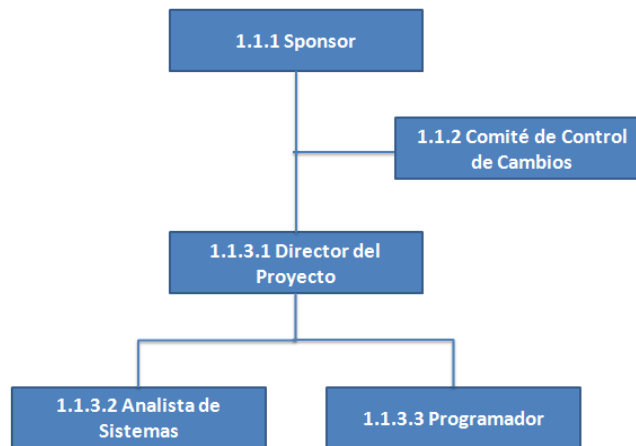 1.1.1 Sponsor
1.1.2 Comité de Control
de Cambios
1.1.3.1 Director del
Proyecto
1.1.3.2 Analista de
Sistemas
1.1.3.3 Programador